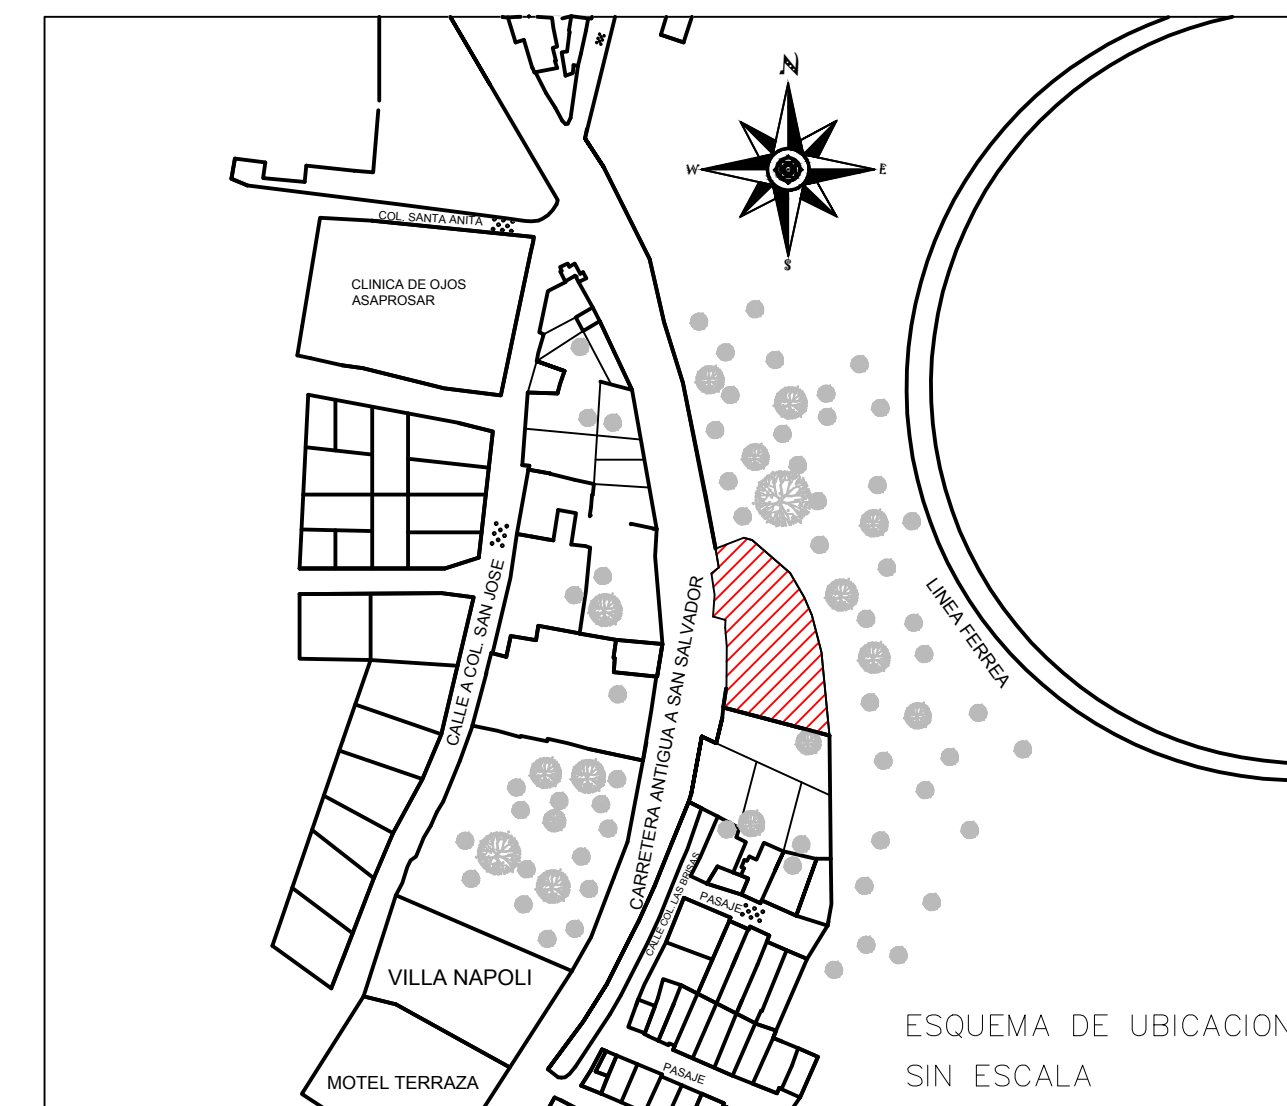 N
W
E
S
COL. SANTA ANITA
CLINICA DE OJOS
ASAPROSAR
CALLE A COL. SAN JOSE
CARRETERA ANTIGUA A SAN SALVADOR
LINEA FERREA
CALLE COL. LAS BRISAS
PASAJE
VILLA NAPOLI
MOTEL TERRAZA
PASAJE
ESQUEMA DE UBICACION
SIN ESCALA